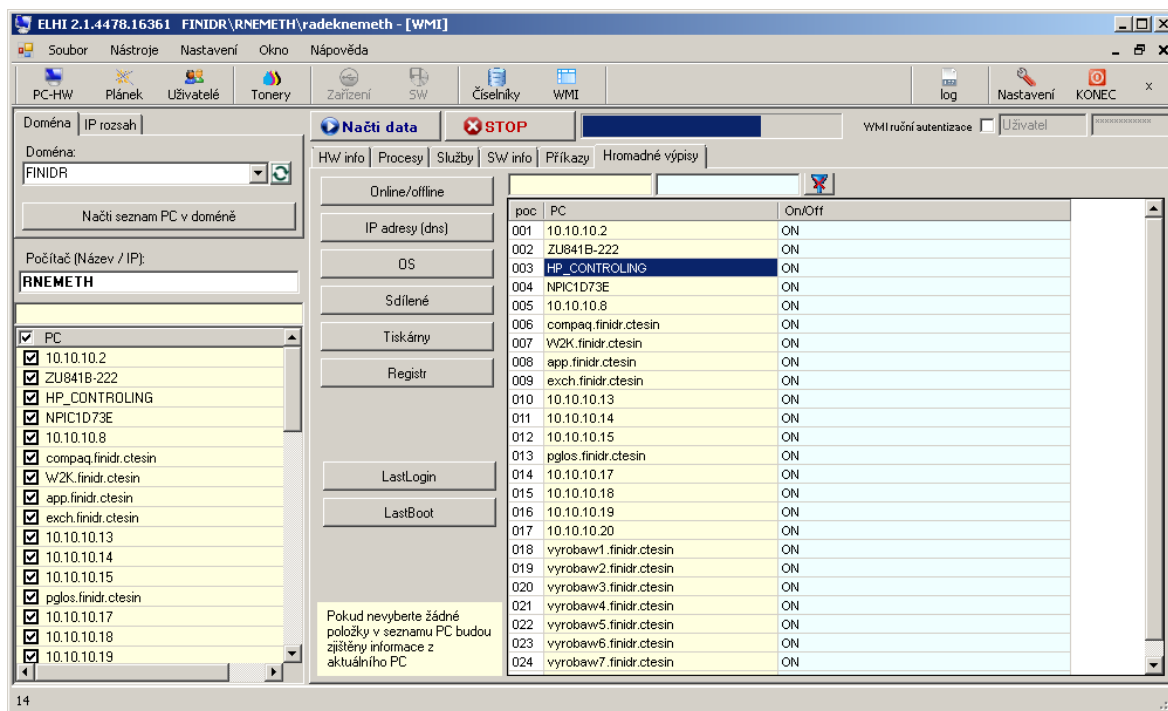 ELHI 2.1.4478.16361 FINIDR\RNEMETH\radeknemeth - [WMI]
Soubor Nástroje Nastavení Okno Nápověda
PC-HW Plánek Uživatelé Tonery Zařízení SW Číselníky WMI log Nastavení KONEC x
Doména IP rozsah
Doména:
FINIDR
Načti seznam PC v doméně
Počítač (Název / IP):
RNEMETH
PC
10.10.10.2
ZU841B-222
HP_CONTROLING
NPIC1D73E
10.10.10.8
compaq.finidr.ctesin
W2K.finidr.ctesin
app.finidr.ctesin
exch.finidr.ctesin
10.10.10.13
10.10.10.14
10.10.10.15
pglos.finidr.ctesin
10.10.10.17
10.10.10.18
10.10.10.19
Načti data STOP WMI ruční autentizace Uživatel xxxxxxxxxxxx
HW info Procesy Služby SW info Příkazy Hromadné výpisy
Online/offline
IP adresy (dns)
OS
Sdílené
Tiskárny
Registr
LastLogin
LastBoot
Pokud nevyberte žádné
položky v seznamu PC budou
zjištěny informace z
aktuálního PC
poc PC On/Off
001 10.10.10.2 ON
002 ZU841B-222 ON
003 HP_CONTROLING ON
004 NPIC1D73E ON
005 10.10.10.8 ON
006 compaq.finidr.ctesin ON
007 W2K.finidr.ctesin ON
008 app.finidr.ctesin ON
009 exch.finidr.ctesin ON
010 10.10.10.13 ON
011 10.10.10.14 ON
012 10.10.10.15 ON
013 pglos.finidr.ctesin ON
014 10.10.10.17 ON
015 10.10.10.18 ON
016 10.10.10.19 ON
017 10.10.10.20 ON
018 vyrobaw1.finidr.ctesin ON
019 vyrobaw2.finidr.ctesin ON
020 vyrobaw3.finidr.ctesin ON
021 vyrobaw4.finidr.ctesin ON
022 vyrobaw5.finidr.ctesin ON
023 vyrobaw6.finidr.ctesin ON
024 vyrobaw7.finidr.ctesin ON
14